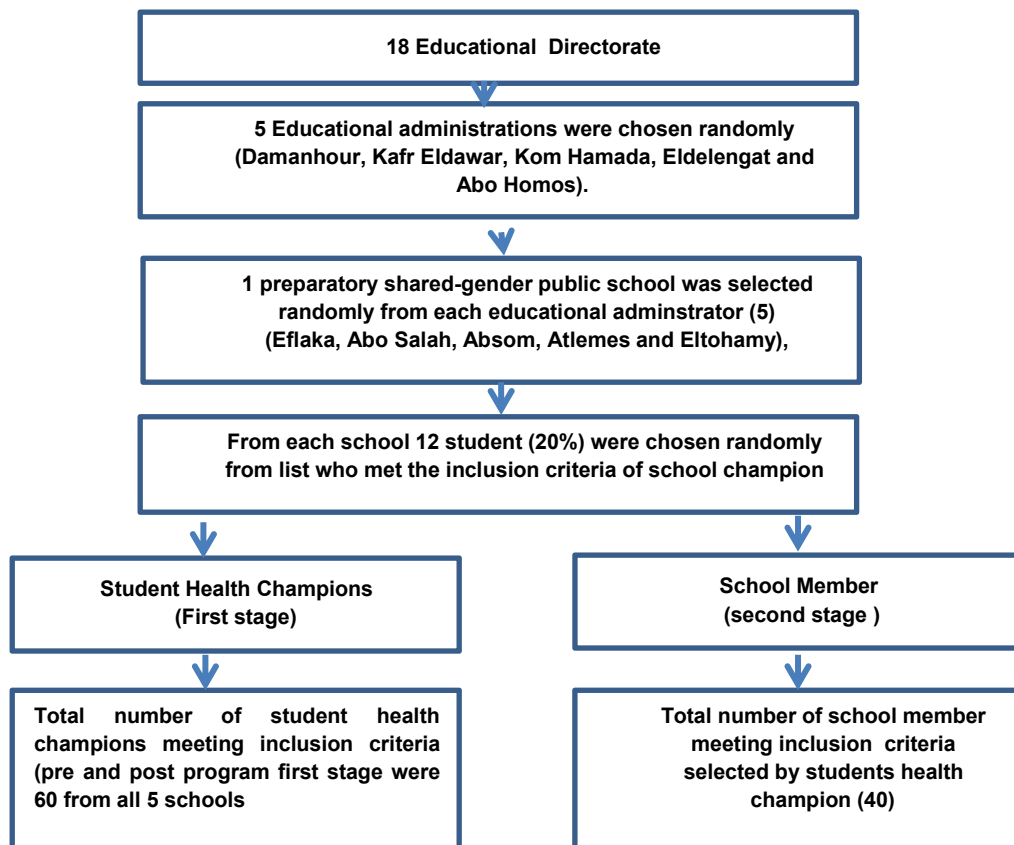 18 Educational Directorate
5 Educational administrations were chosen randomly
(Damanhour, Kafr Eldawar, Kom Hamada, Eldelengat and
Abo Homos).
1 preparatory shared-gender public school was selected
randomly from each educational adminstrator (5)
(Eflaka, Abo Salah, Absom, Atlemes and Eltohamy),
From each school 12 student (20%) were chosen randomly
from list who met the inclusion criteria of school champion
Student Health Champions
(First stage)
School Member
(second stage )
Total number of student health
champions meeting inclusion criteria
(pre and post program first stage were
60 from all 5 schools
Total number of school member
meeting inclusion criteria
selected by students health
champion (40)